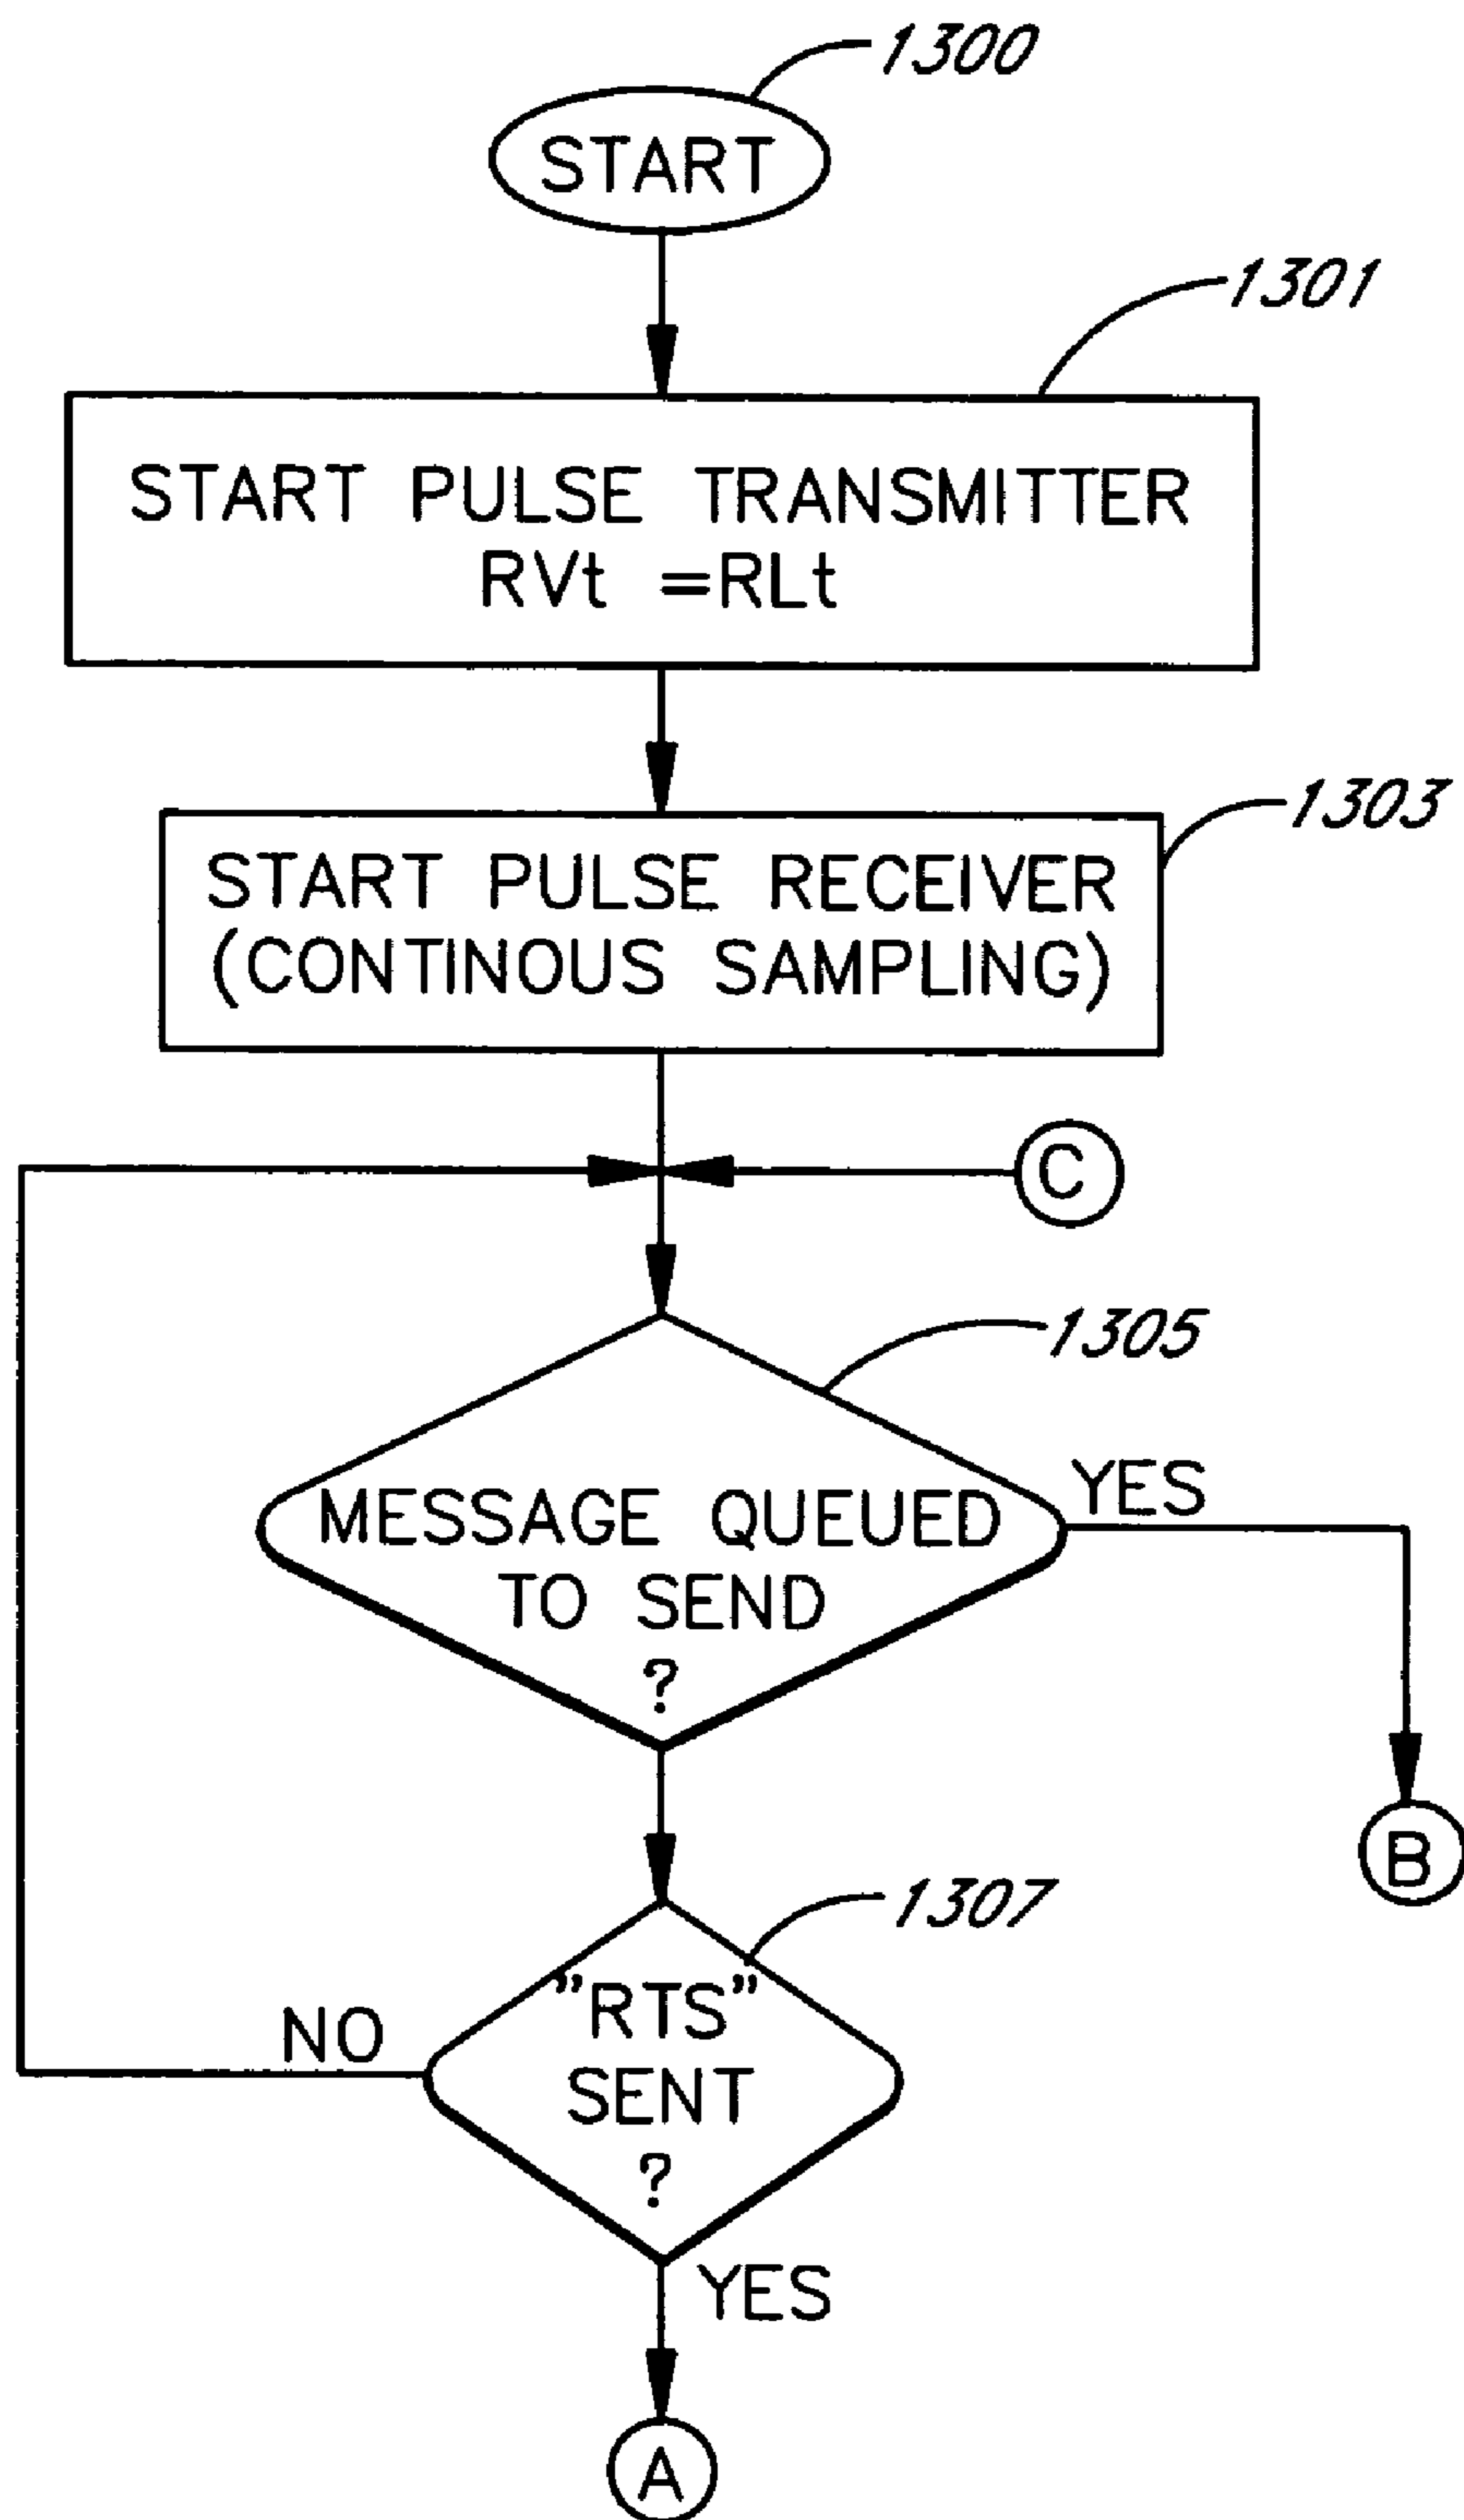 1300
START
1301
START PULSE TRANSMITTER
RVt =RLt
1303
START PULSE RECEIVER
(CONTINOUS SAMPLING)
C
1305
YES
MESSAGE QUEUED
TO SEND
?
B
1307
"RTS"
NO
SENT
?
YES
A